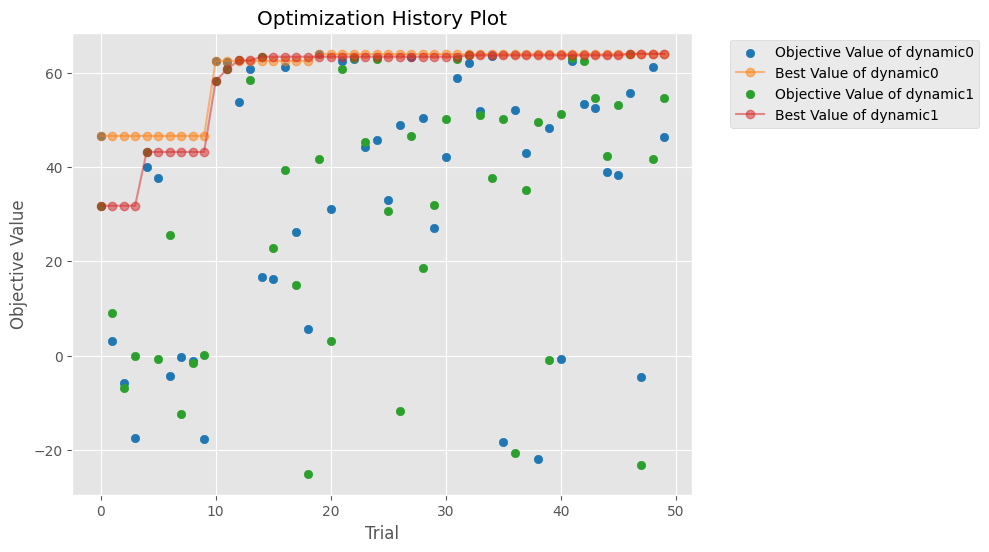 Optimization History Plot
Objective Value
60
40
20
0
−20
0
10
20
30
40
50
Trial
Objective Value of dynamic0
Best Value of dynamic0
Objective Value of dynamic1
Best Value of dynamic1